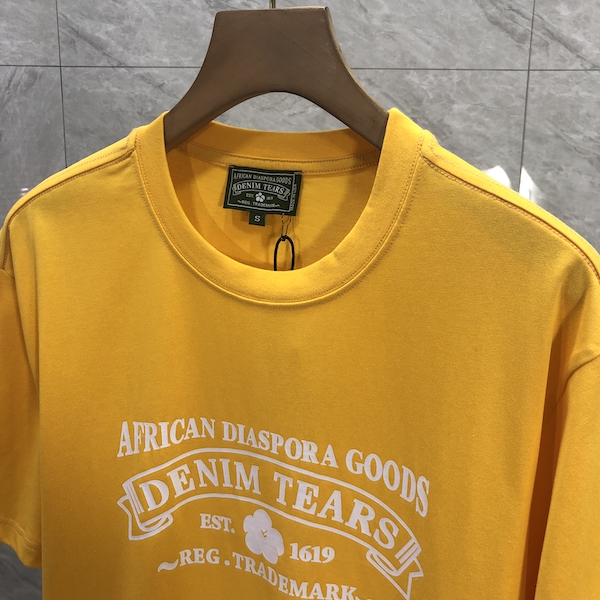 AFRICAN DIASPORA GOODS
DENIM TEARS
EST. 1619
~REG. TRADEMARK~
S
AFRICAN DIASPORA GOODS
DENIM TEARS
EST. 1619
~REG. TRADEMARK~